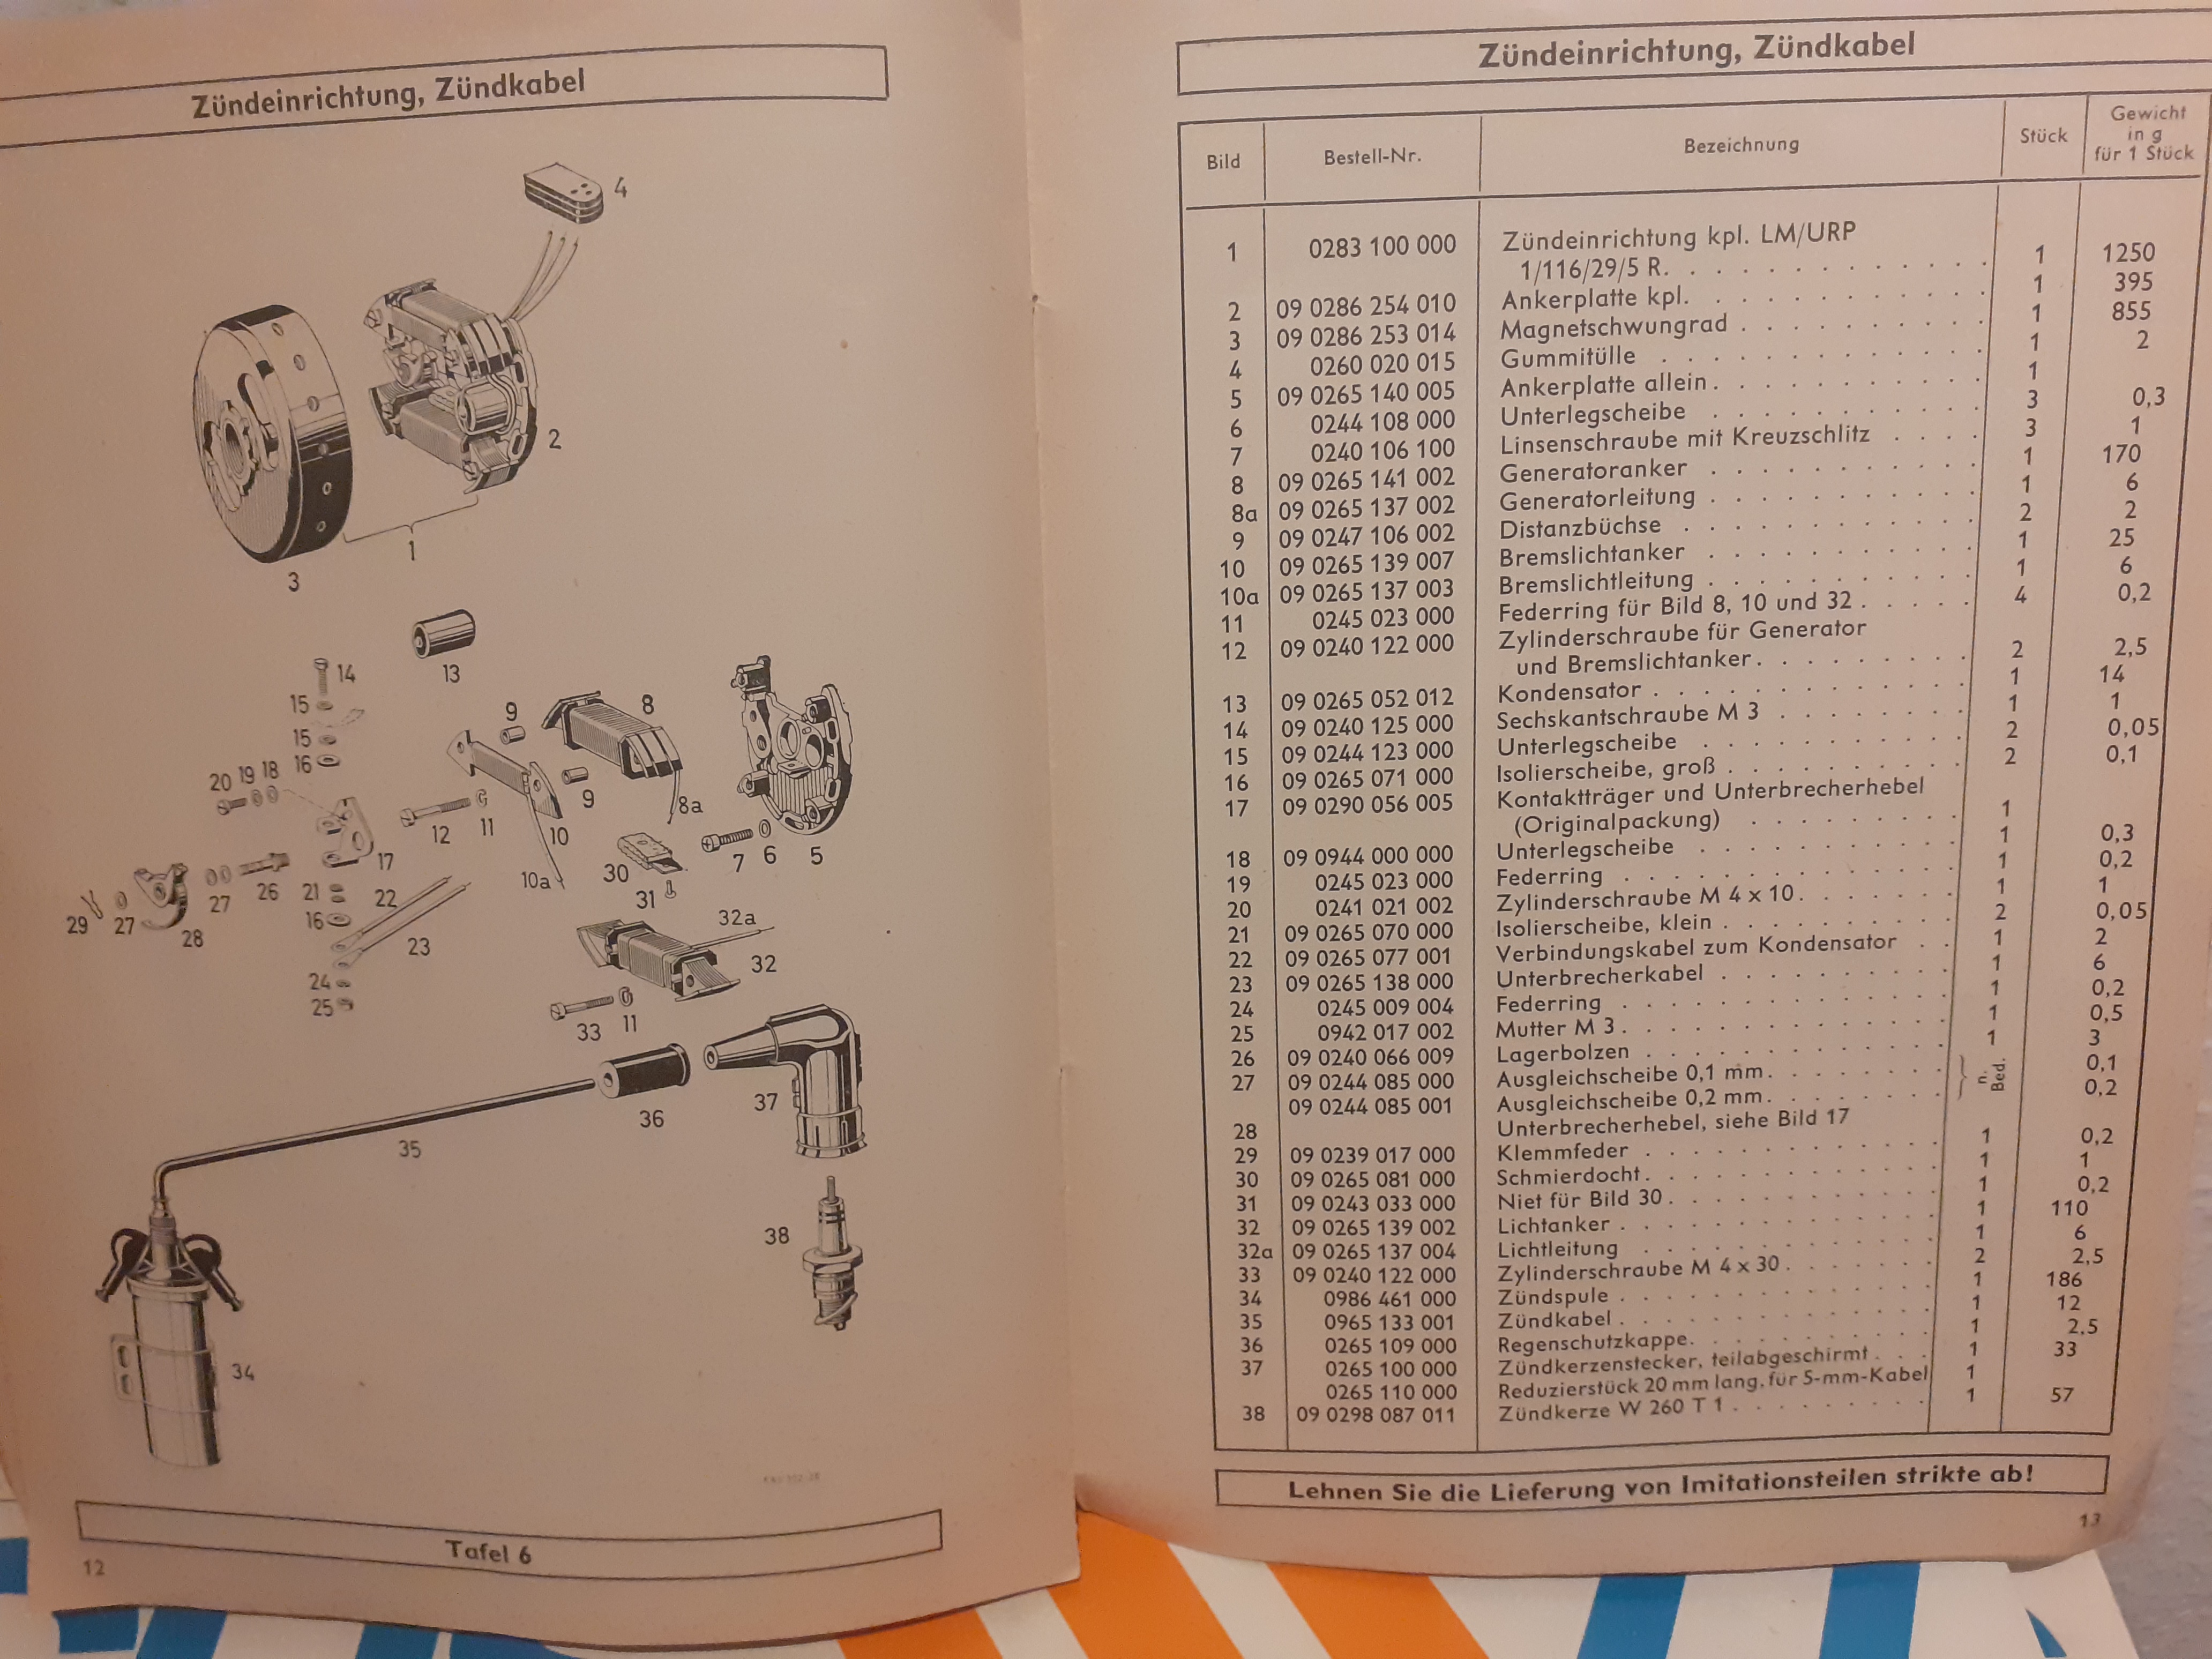 Zündeinrichtung, Zündkabel
4
2
1
3
13
14
15
15
16
9
8
9
8a
20 19 18
12
11
10
10a
17
7
6
5
30
31
29
27
28
27
26
21
22
16
23
24
25
32a
32
33
11
36
37
35
38
34
Tafel 6
12
Zündeinrichtung, Zündkabel
Bild Bestell-Nr. Bezeichnung Stück Gewicht in g für 1 Stück
1 0283 100 000 Zündeinrichtung kpl. LM/URP
1/116/29/5 R. 1 1250
2 09 0286 254 010 Ankerplatte kpl. 1 395
3 09 0286 253 014 Magnetschwungrad 1 855
4 0260 020 015 Gummitülle 1 2
5 09 0265 140 005 Ankerplatte allein 1
6 0244 108 000 Unterlegscheibe 3 0,3
7 0240 106 100 Linsenschraube mit Kreuzschlitz 3 1
8 09 0265 141 002 Generatoranker 1 170
8a 09 0265 137 002 Generatorleitung 1 6
9 09 0247 106 002 Distanzbüchse 2 2
10 09 0265 139 007 Bremslichtanker 1 25
10a 09 0265 137 003 Bremslichtleitung 1 6
11 0245 023 000 Federring für Bild 8, 10 und 32 4 0,2
12 09 0240 122 000 Zylinderschraube für Generator
und Bremslichtanker 2 2,5
13 09 0265 052 012 Kondensator 1 14
14 09 0240 125 000 Sechskantschraube M 3 1 1
15 09 0244 123 000 Unterlegscheibe 2 0,05
16 09 0265 071 000 Isolierscheibe, groß 2 0,1
17 09 0290 056 005 Kontaktträger und Unterbrecherhebel
(Originalpackung) 1
18 09 0944 000 000 Unterlegscheibe 1 0,3
19 0245 023 000 Federring 1 0,2
20 0241 021 002 Zylinderschraube M 4 x 10 1 1
21 09 0265 070 000 Isolierscheibe, klein 2 0,05
22 09 0265 077 001 Verbindungskabel zum Kondensator 1 2
23 09 0265 138 000 Unterbrecherkabel 1 6
24 0245 009 004 Federring 1 0,2
25 0942 017 002 Mutter M 3 1 0,5
26 09 0240 066 009 Lagerbolzen 1 3
27 09 0244 085 000 Ausgleichscheibe 0,1 mm } n. Bed. 0,1
09 0244 085 001 Ausgleichscheibe 0,2 mm 0,2
28 Unterbrecherhebel, siehe Bild 17
29 09 0239 017 000 Klemmfeder 1 0,2
30 09 0265 081 000 Schmierdocht 1 1
31 09 0243 033 000 Niet für Bild 30 1 0,2
32 09 0265 139 002 Lichtanker 1 110
32a 09 0265 137 004 Lichtleitung 1 6
33 09 0240 122 000 Zylinderschraube M 4 x 30 2 2,5
34 0986 461 000 Zündspule 1 186
35 0965 133 001 Zündkabel 1 12
36 0265 109 000 Regenschutzkappe 1 2,5
37 0265 100 000 Zündkerzenstecker, teilabgeschirmt 1 33
0265 110 000 Reduzierstück 20 mm lang, für 5-mm-Kabel 1
38 09 0298 087 011 Zündkerze W 260 T 1 1 57
Lehnen Sie die Lieferung von Imitationsteilen strikte ab!
13